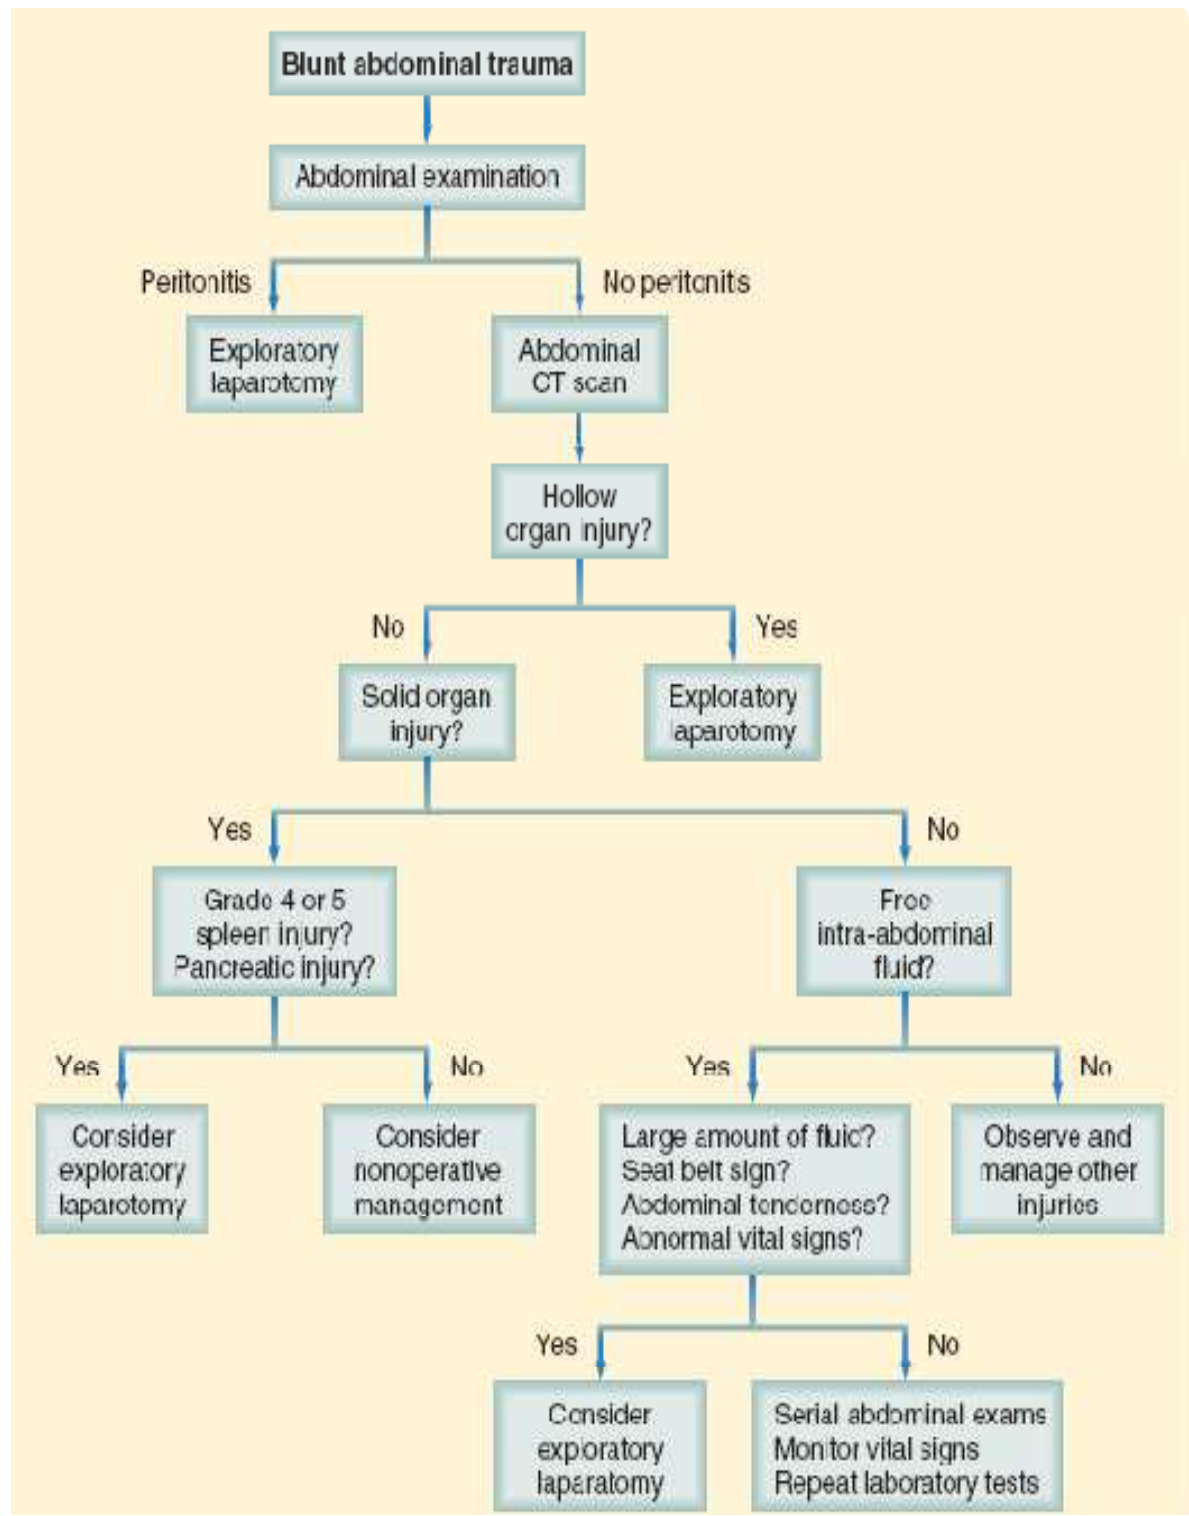 Blunt abdominal trauma
Abdominal examination
Peritonitis
No peritonitis
Exploratory
laparotomy
Abdominal
CT scan
Hollow
organ injury?
No
Yes
Solid organ
injury?
Exploratory
laparotomy
Yes
No
Grade 4 or 5
spleen injury?
Pancreatic injury?
Free
intra-abdominal
fluid?
Yes
No
Yes
No
Consider
exploratory
laparotomy
Consider
nonoperative
management
Large amount of fluid?
Seat belt sign?
Abdominal tenderness?
Abnormal vital signs?
Observe and
manage other
injuries
Yes
No
Consider
exploratory
laparatomy
Serial abdominal exams
Monitor vital signs
Repeat laboratory tests